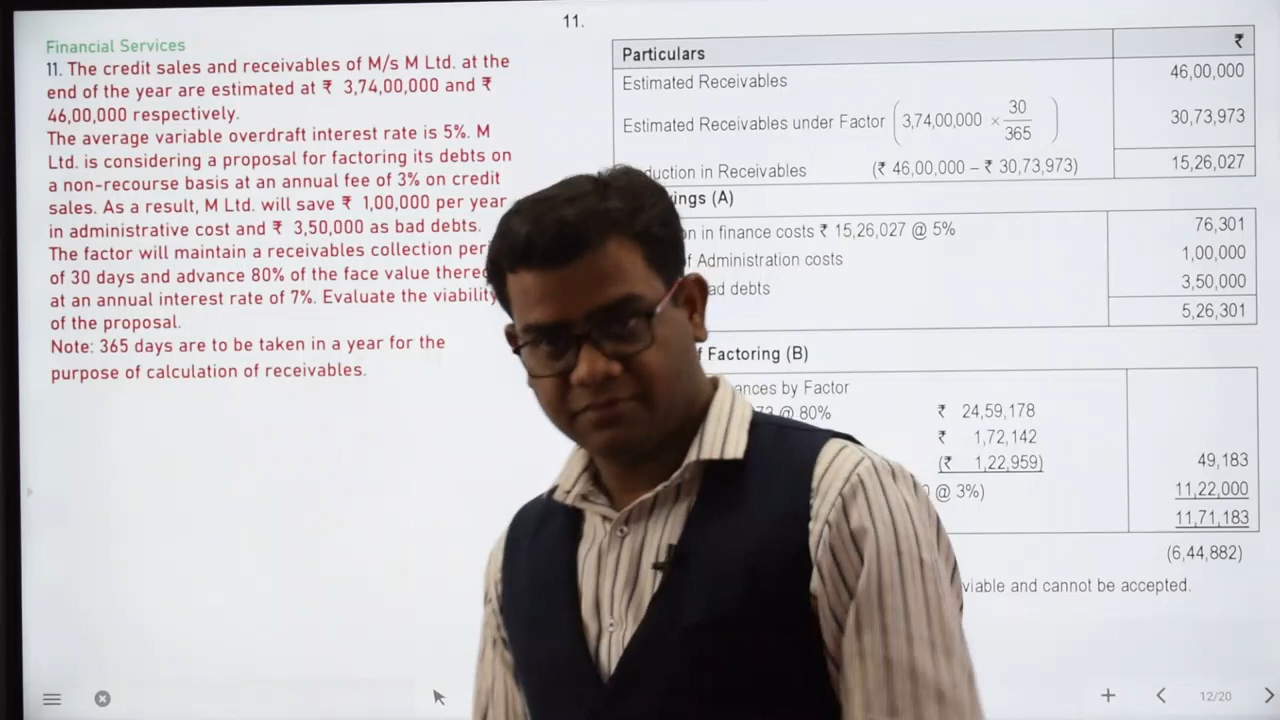 11.
Financial Services
11. The credit sales and receivables of M/s M Ltd. at the
end of the year are estimated at ₹ 3,74,00,000 and ₹
46,00,000 respectively.
The average variable overdraft interest rate is 5%. M
Ltd. is considering a proposal for factoring its debts on
a non-recourse basis at an annual fee of 3% on credit
sales. As a result, M Ltd. will save ₹ 1,00,000 per year
in administrative cost and ₹ 3,50,000 as bad debts.
The factor will maintain a receivables collection
of 30 days and advance 80% of the face value
at an annual interest rate of 7%. Evaluate the viability
of the proposal.
Note: 365 days are to be taken in a year for the
purpose of calculation of receivables.
Particulars ₹
Estimated Receivables 46,00,000
Estimated Receivables under Factor (3,74,00,000 × 30/365) 30,73,973
in Receivables (₹ 46,00,000 – ₹ 30,73,973) 15,26,027
(A)
in finance costs ₹ 15,26,027 @ 5% 76,301
Administration costs 1,00,000
debts 3,50,000
5,26,301
Factoring (B)
by Factor
@ 80% ₹ 24,59,178
₹ 1,72,142
(₹ 1,22,959) 49,183
@ 3%) 11,22,000
11,71,183
(6,44,882)
viable and cannot be accepted.
12/20